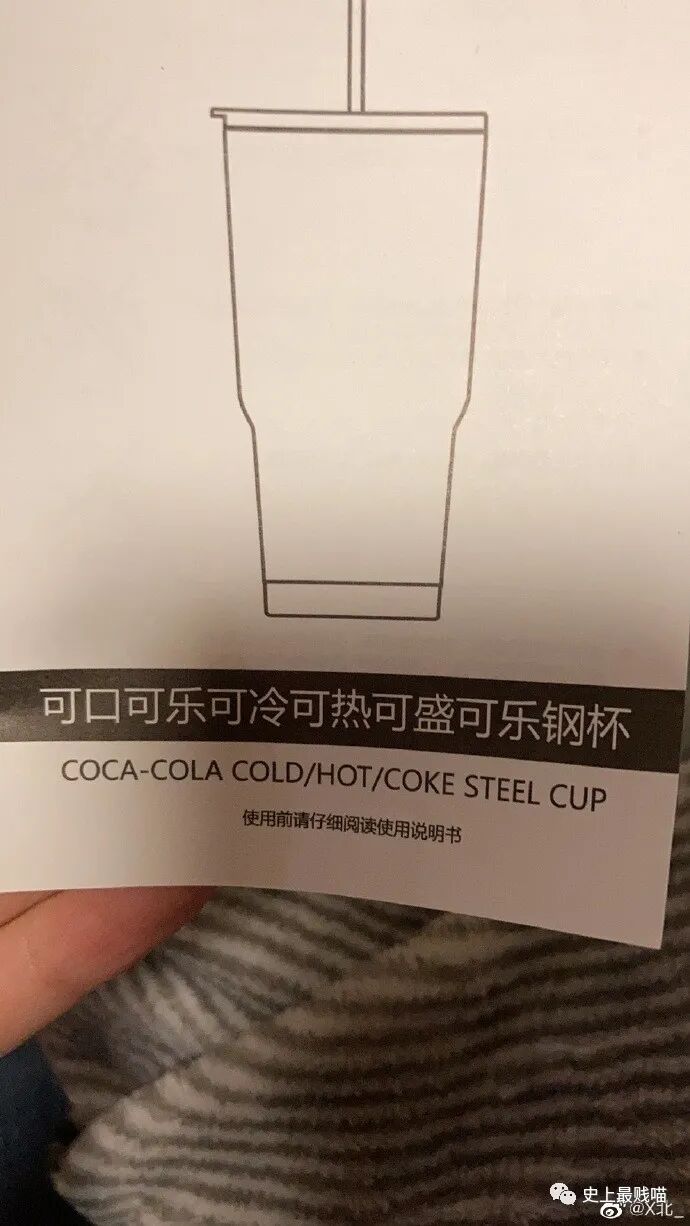 可口可乐可冷可热可盛可乐钢杯
COCA-COLA COLD/HOT/COKE STEEL CUP
使用前请仔细阅读使用说明书
史上最贱喵
@X北_